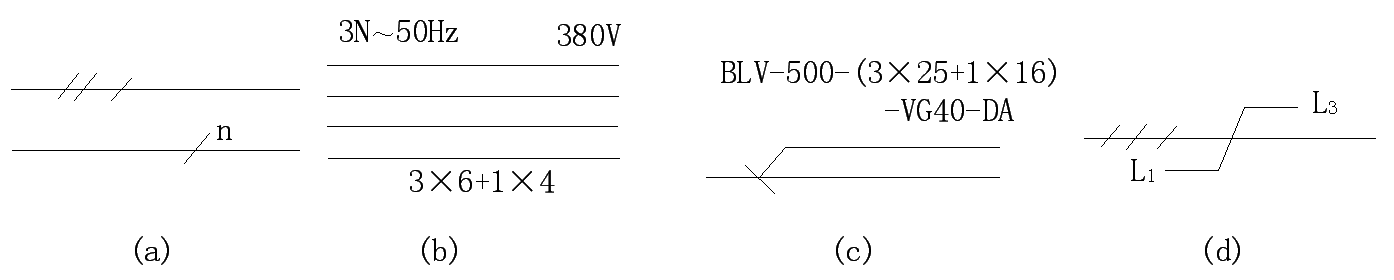 3N～50Hz 380V
n
3×6+1×4
BLV-500-(3×25+1×16)
-VG40-DA
L3
L1
(a) (b) (c) (d)